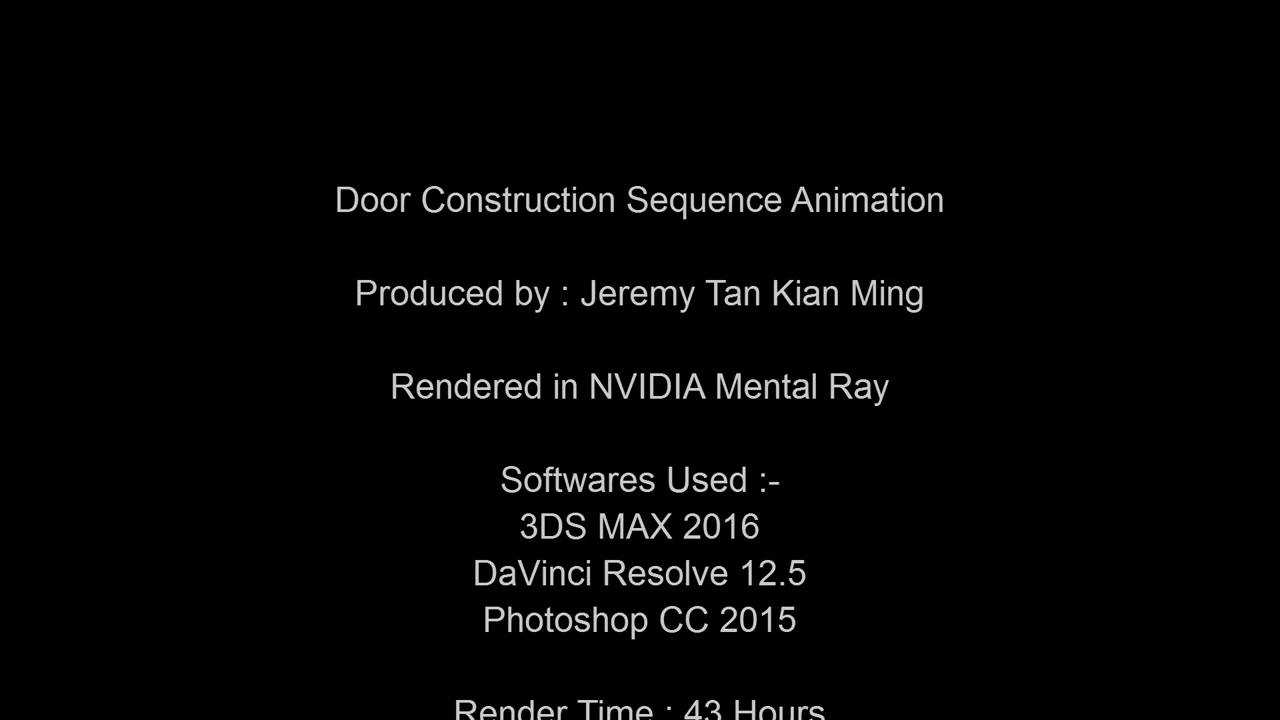 Door Construction Sequence Animation
Produced by : Jeremy Tan Kian Ming
Rendered in NVIDIA Mental Ray
Softwares Used :-
3DS MAX 2016
DaVinci Resolve 12.5
Photoshop CC 2015
Render Time : 43 Hours